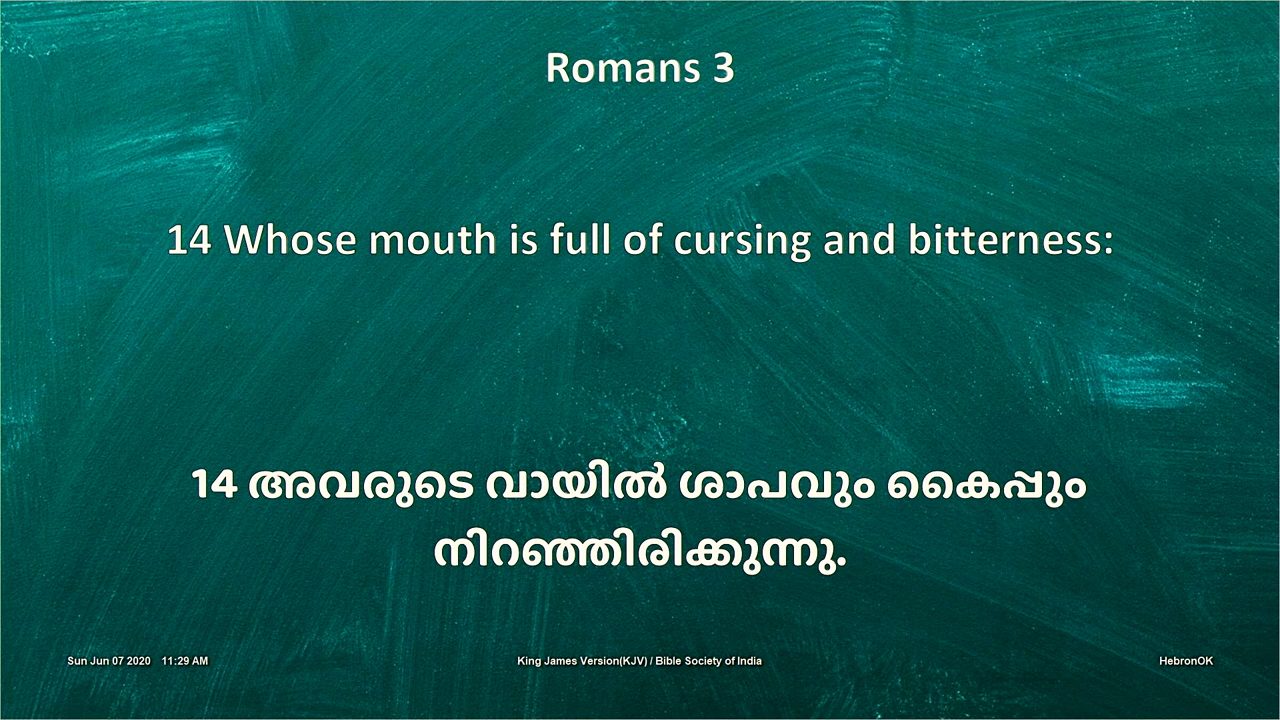 Romans 3
14 Whose mouth is full of cursing and bitterness:
14 അവരുടെ വായിൽ ശാപവും കൈപ്പും
നിറഞ്ഞിരിക്കുന്നു.
Sun Jun 07 2020 11:29 AM King James Version(KJV) / Bible Society of India HebronOK